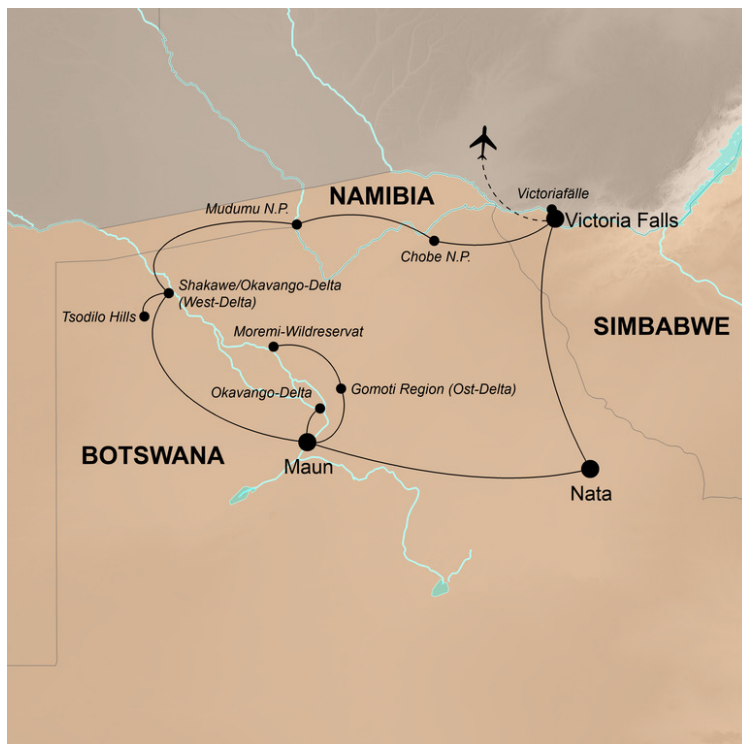 NAMIBIA
Victoriafälle
Mudumu N.P.
Victoria Falls
Chobe N.P.
Shakawe/Okavango-Delta
(West-Delta)
Tsodilo Hills
SIMBABWE
Moremi-Wildreservat
Gomoti Region (Ost-Delta)
Okavango-Delta
BOTSWANA
Maun
Nata